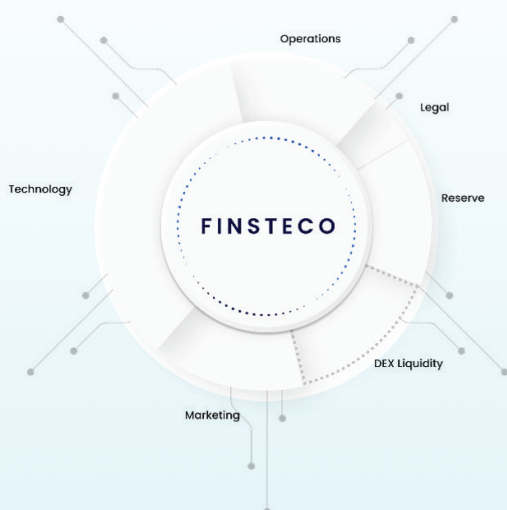 Operations
Legal
Technology
Reserve
FINSTECO
DEX Liquidity
Marketing